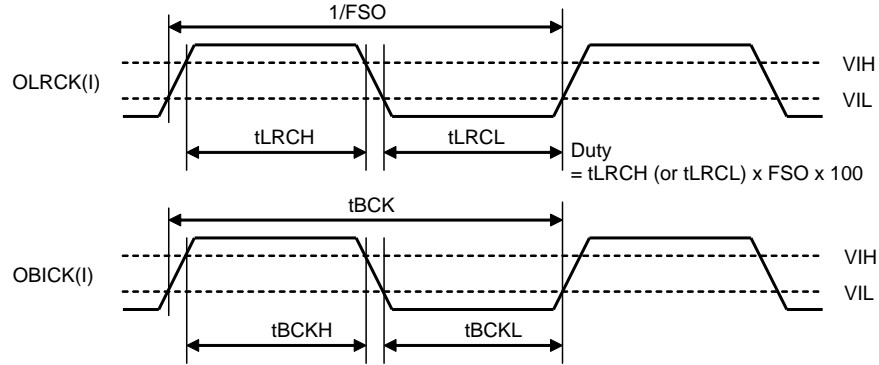 1/FSO
OLRCK(I)
VIH
VIL
tLRCH
tLRCL
Duty
= tLRCH (or tLRCL) x FSO x 100
tBCK
OBICK(I)
VIH
VIL
tBCKH
tBCKL